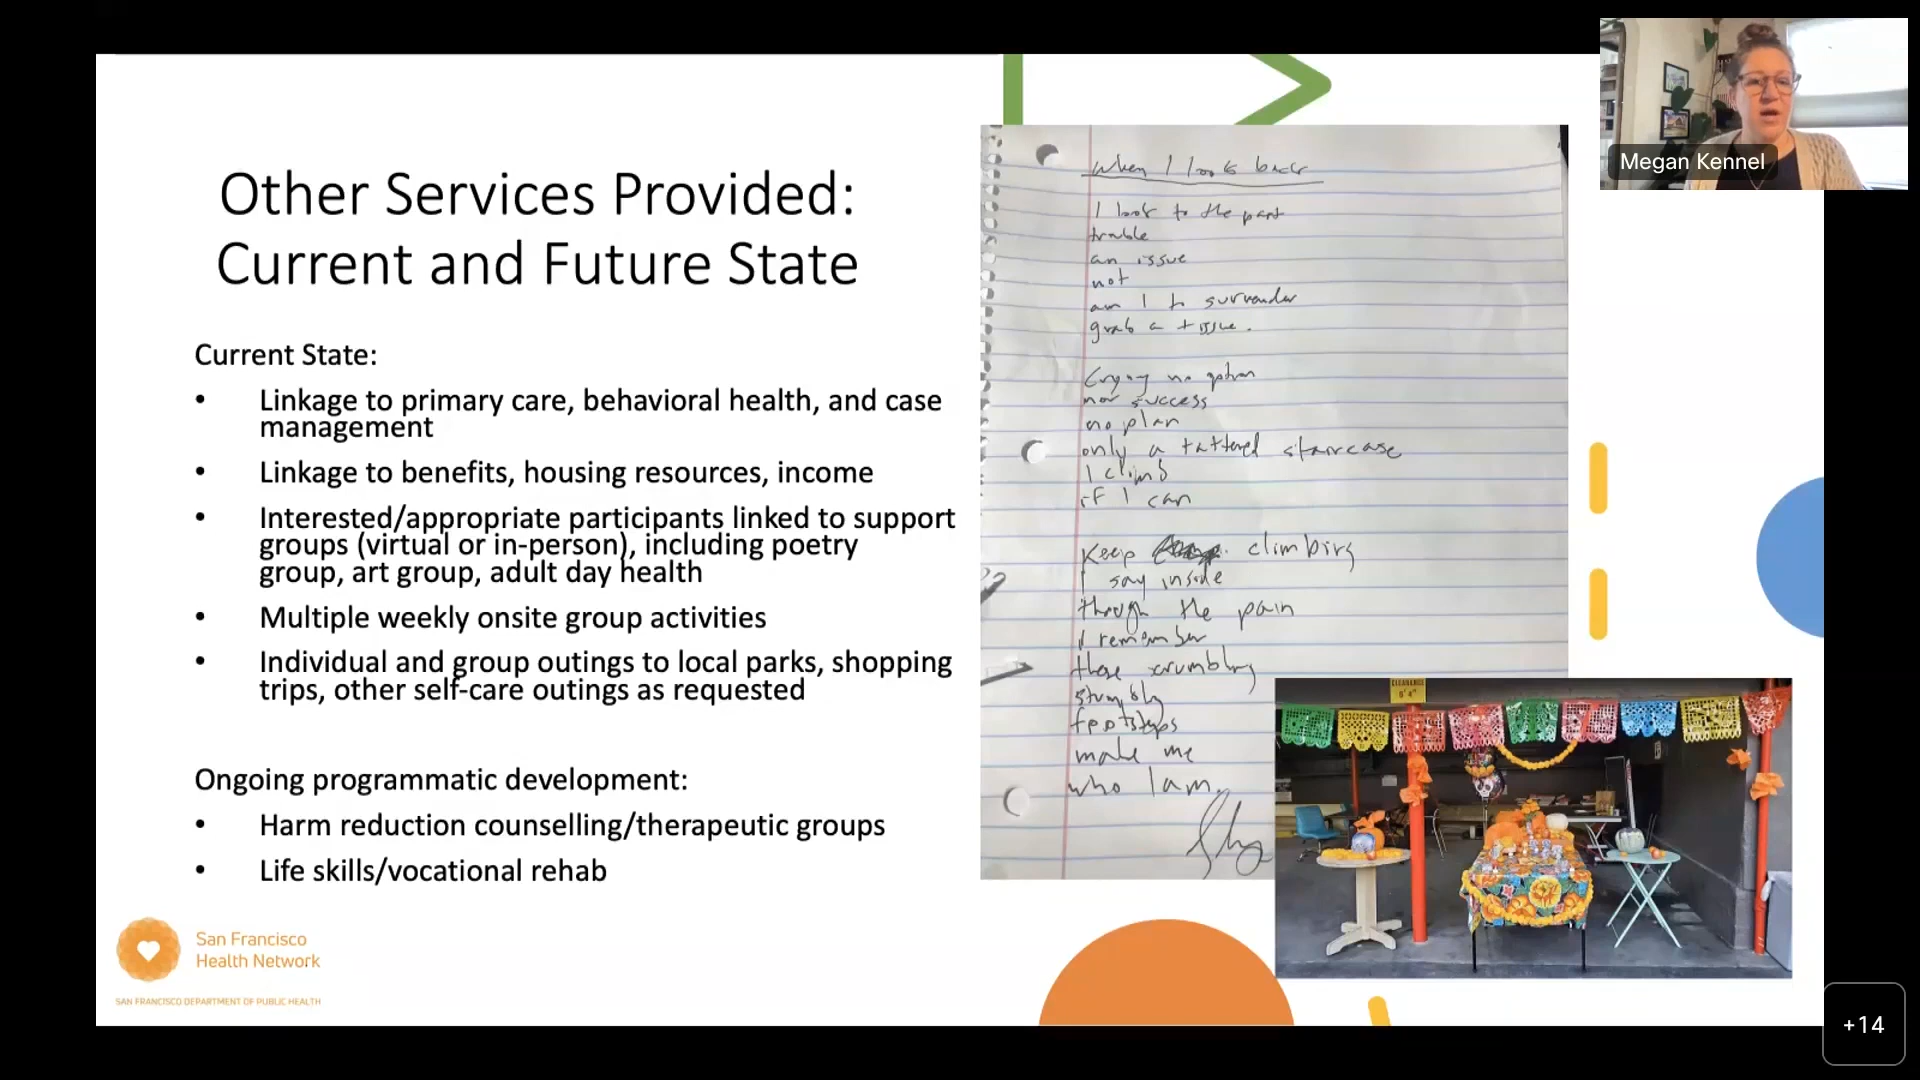 Other Services Provided:
Current and Future State
Current State:
• Linkage to primary care, behavioral health, and case
management
• Linkage to benefits, housing resources, income
• Interested/appropriate participants linked to support
groups (virtual or in-person), including poetry
group, art group, adult day health
• Multiple weekly onsite group activities
• Individual and group outings to local parks, shopping
trips, other self-care outings as requested
Ongoing programmatic development:
• Harm reduction counselling/therapeutic groups
• Life skills/vocational rehab
San Francisco
Health Network
SAN FRANCISCO DEPARTMENT OF PUBLIC HEALTH
When I look back
I look to the past
trouble
an issue
not
am I to surrender
grab a tissue.
Crying no option
nor success
no plan
only a tattered staircase
I climb
if I can
Keep climbing
I say inside
through the pain
I remember
these crumbling
stumbly
footsteps
make me
who I am.
CLEARANCE
Megan Kennel
+14